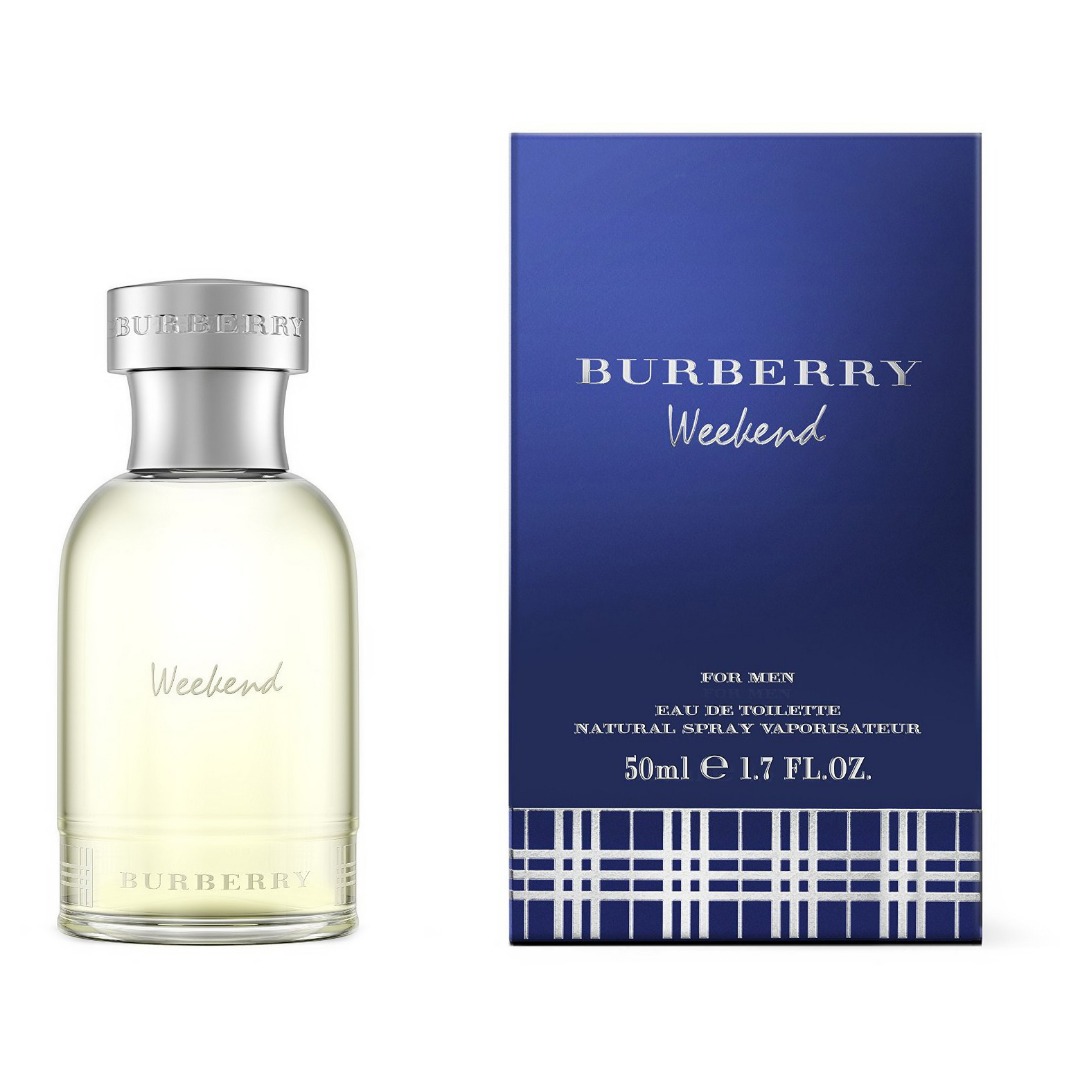 BURBERRY
Weekend
BURBERRY
BURBERRY
Weekend
FOR MEN
EAU DE TOILETTE
NATURAL SPRAY VAPORISATEUR
50ml ℮ 1.7 FL.OZ.